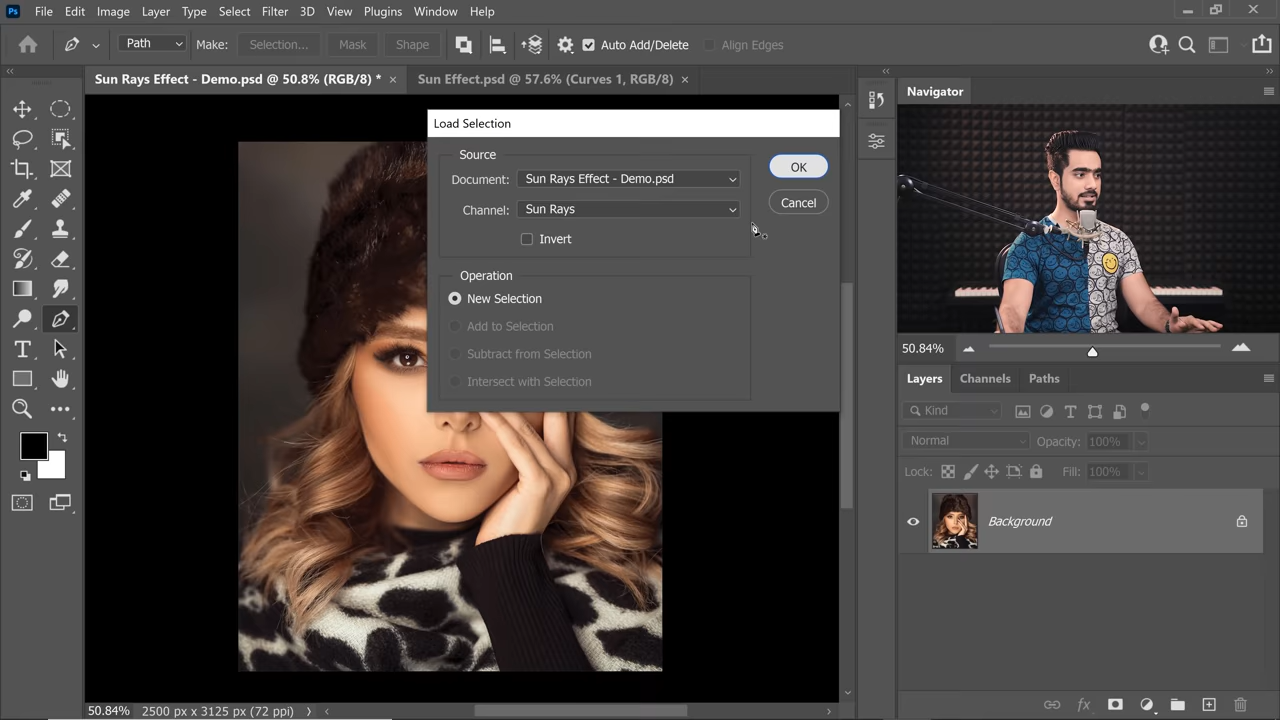 Ps File Edit Image Layer Type Select Filter 3D View Plugins Window Help
Path Make: Selection... Mask Shape Auto Add/Delete Align Edges
Sun Rays Effect - Demo.psd @ 50.8% (RGB/8) * × Sun Effect.psd @ 57.6% (Curves 1, RGB/8) ×
Navigator
Load Selection
Source
Document: Sun Rays Effect - Demo.psd
OK
Channel: Sun Rays
Cancel
Invert
Operation
New Selection
Add to Selection
Subtract from Selection
Intersect with Selection
50.84%
Layers Channels Paths
Kind
Normal Opacity: 100%
Lock: Fill: 100%
Background
fx
50.84% 2500 px x 3125 px (72 ppi)